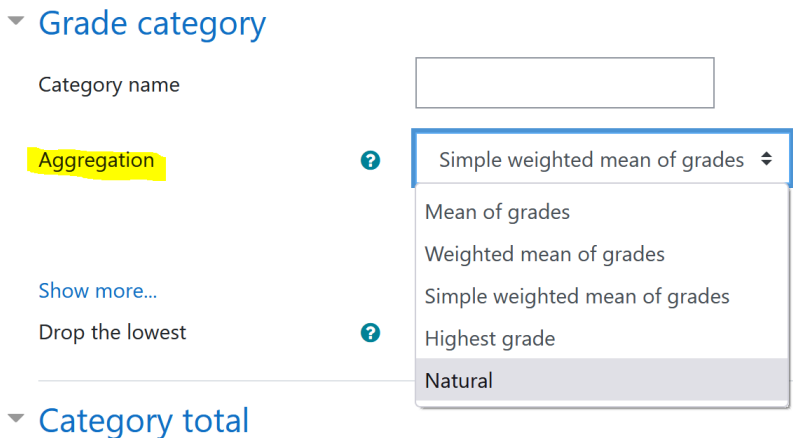 Grade category
Category name
Aggregation
Simple weighted mean of grades
Mean of grades
Weighted mean of grades
Simple weighted mean of grades
Highest grade
Natural
Show more...
Drop the lowest
Category total